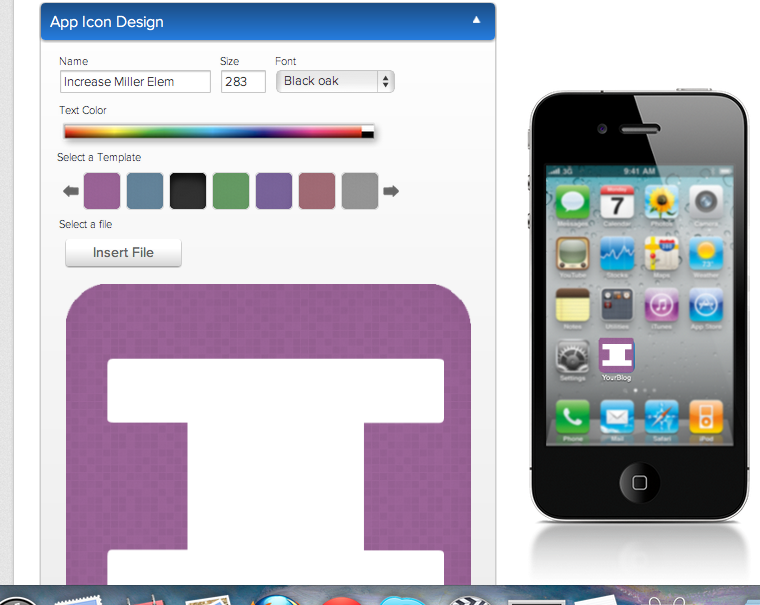 App Icon Design
Name
Size
Font
Increase Miller Elem
283
Black oak
Text Color
Select a Template
Select a file
Insert File
I
3G
9:41 AM
Messages
Monday
7
Calendar
Photos
Camera
YouTube
Stocks
Maps
Weather
Notes
Utilities
iTunes
App Store
Settings
I
YourBlog
Phone
Mail
Safari
iPod